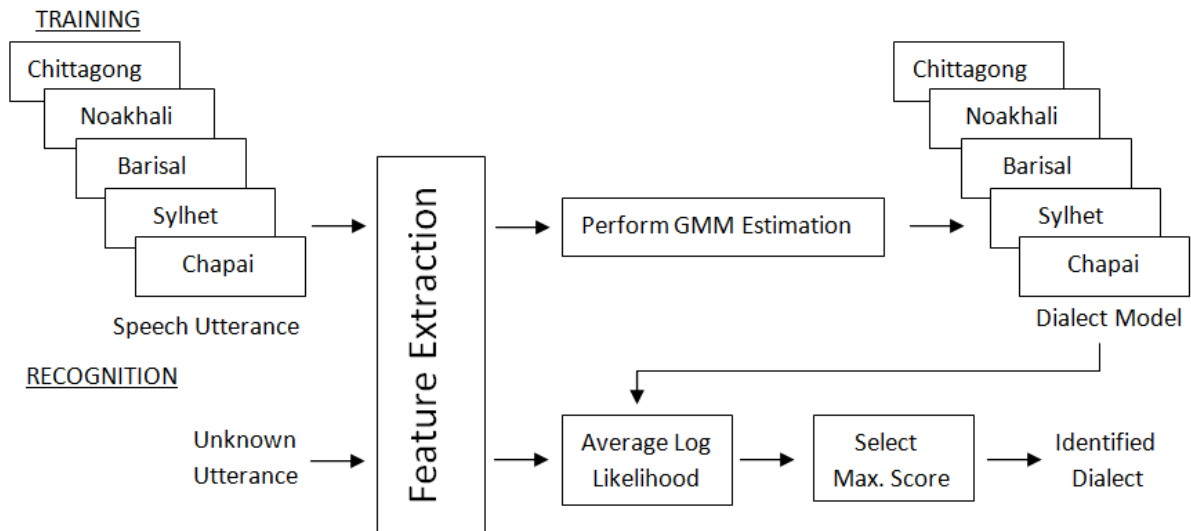 TRAINING
Chittagong
Noakhali
Barisal
Sylhet
Chapai
Speech Utterance
Feature Extraction
Perform GMM Estimation
Chittagong
Noakhali
Barisal
Sylhet
Chapai
Dialect Model
RECOGNITION
Unknown
Utterance
Average Log
Likelihood
Select
Max. Score
Identified
Dialect